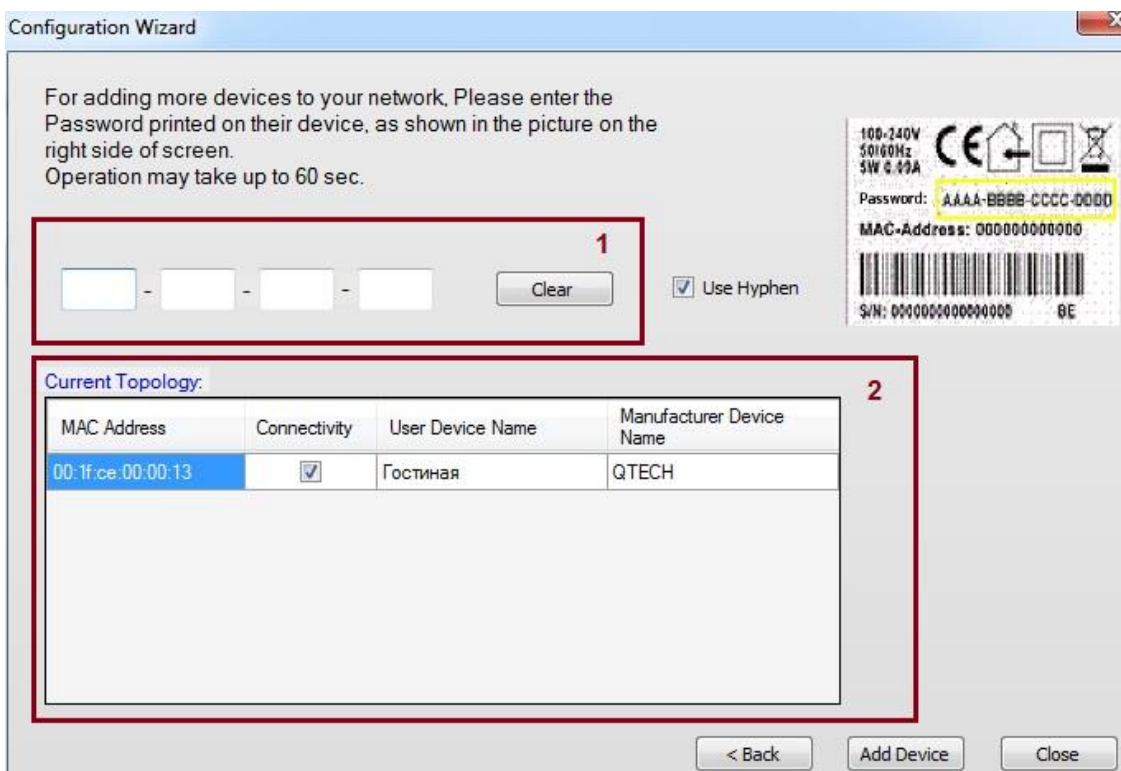 Configuration Wizard
For adding more devices to your network, Please enter the
Password printed on their device, as shown in the picture on the
right side of screen.
Operation may take up to 60 sec.
100-240V
50/60Hz
5W 0.09A
Password: AAAA-BBBB-CCCC-DDDD
MAC-Address: 000000000000
S/N: 0000000000000000 BE
1
- - -
Clear
Use Hyphen
2
Current Topology:
MAC Address Connectivity User Device Name Manufacturer Device Name
00:1f:ce:00:00:13 Гостиная QTECH
< Back Add Device Close